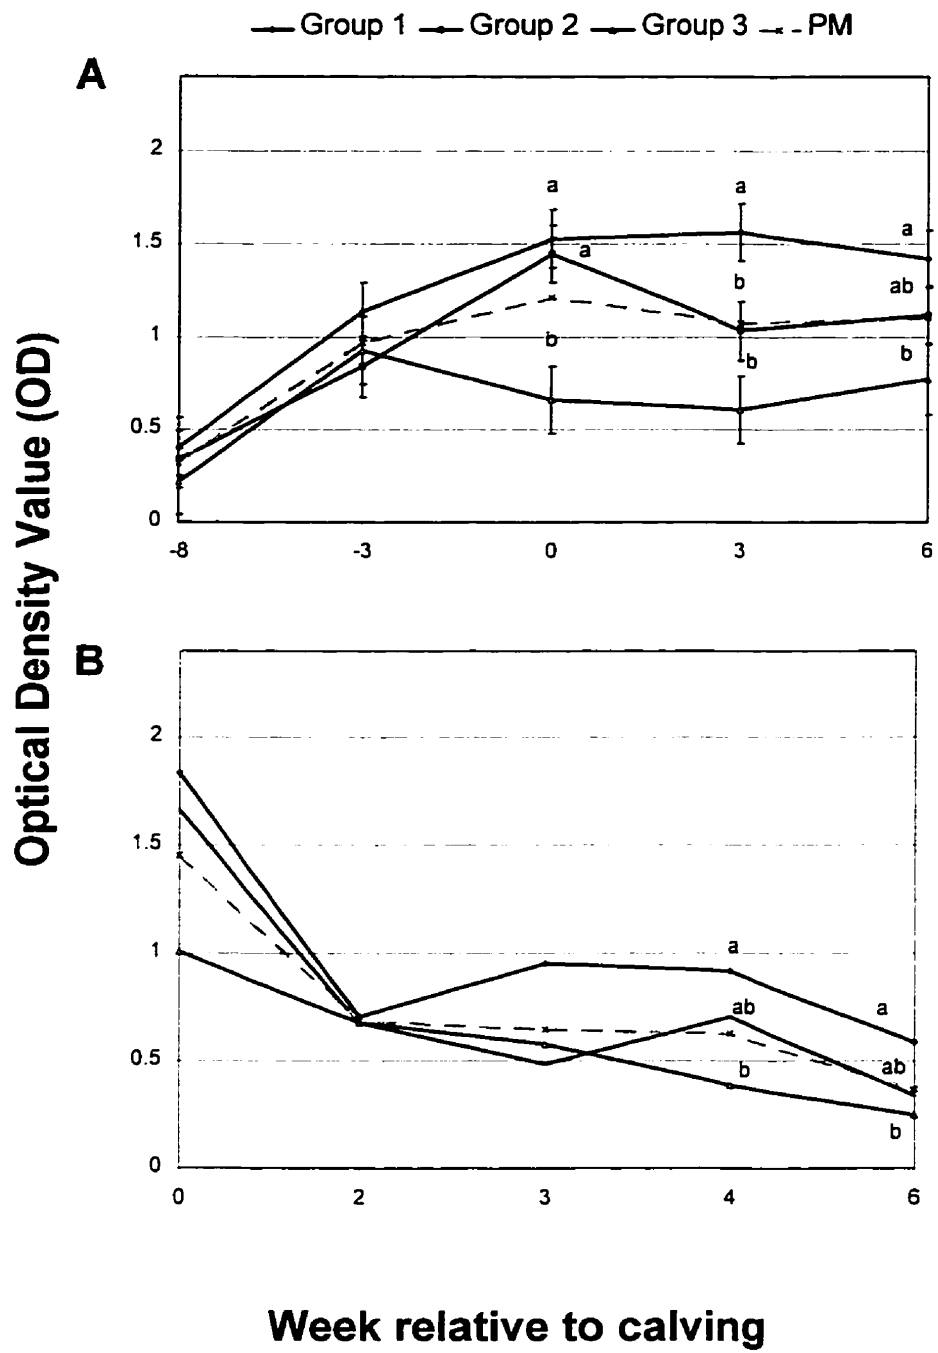 Group 1 Group 2 Group 3 PM
A
2
a a
1.5
a
a
b
ab
1
b
b
b
0.5
0
-8 -3 0 3 6
Optical Density Value (OD)
B
2
1.5
1
a
ab
a
0.5
b
ab
b
0
0 2 3 4 6
Week relative to calving